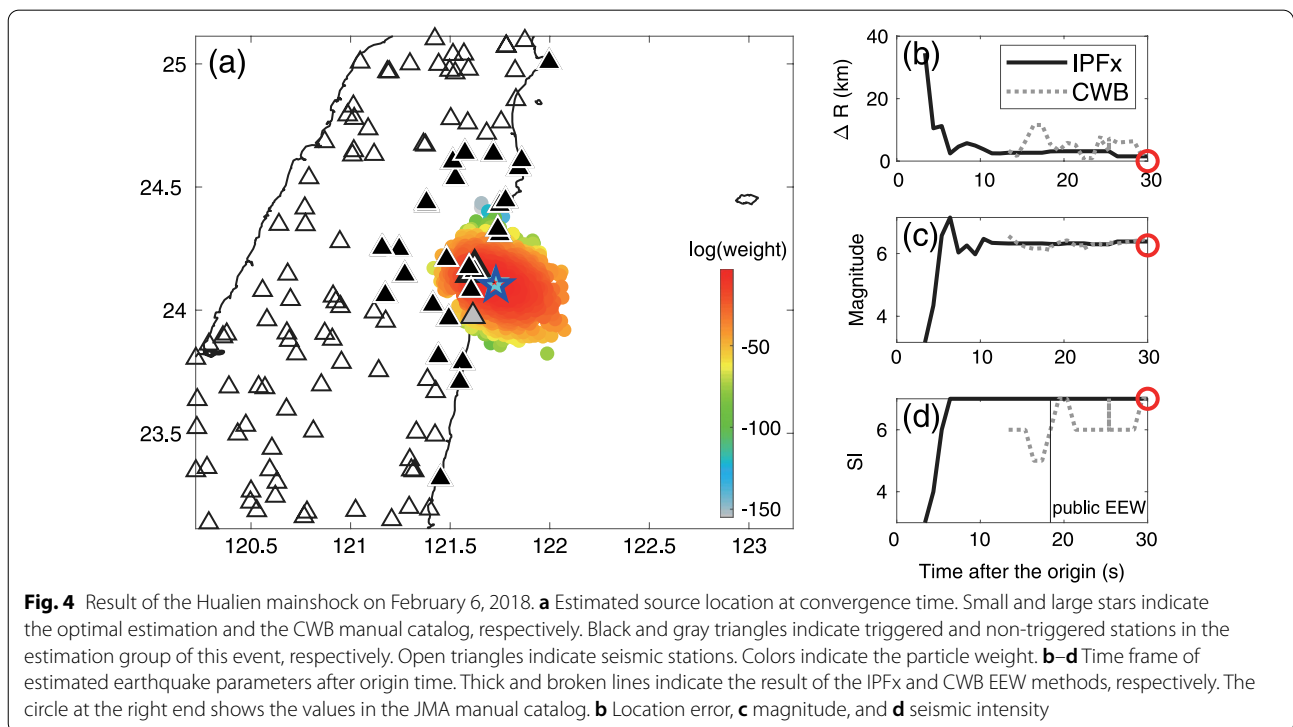 (a)
25
24.5
24
23.5
120.5 121 121.5 122 122.5 123
log(weight)
-50
-100
-150
(b)
IPFx
CWB
Δ R (km)
40
20
0
0 10 20 30
(c)
Magnitude
6
4
0 10 20 30
(d)
SI
6
4
public EEW
0 10 20 30
Time after the origin (s)
Fig. 4 Result of the Hualien mainshock on February 6, 2018. a Estimated source location at convergence time. Small and large stars indicate
the optimal estimation and the CWB manual catalog, respectively. Black and gray triangles indicate triggered and non-triggered stations in the
estimation group of this event, respectively. Open triangles indicate seismic stations. Colors indicate the particle weight. b–d Time frame of
estimated earthquake parameters after origin time. Thick and broken lines indicate the result of the IPFx and CWB EEW methods, respectively. The
circle at the right end shows the values in the JMA manual catalog. b Location error, c magnitude, and d seismic intensity